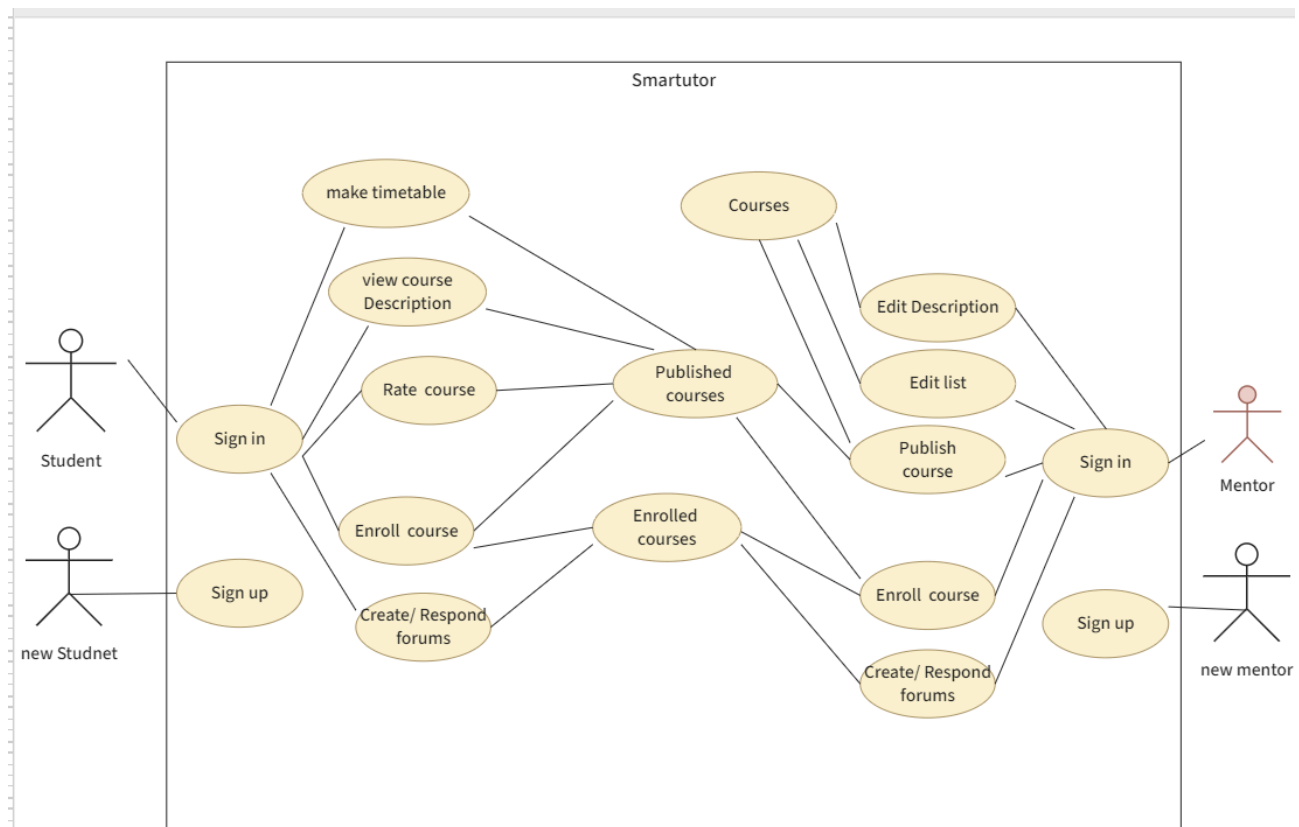 Smartutor
make timetable
Courses
view course
Description
Edit Description
Rate  course
Published
courses
Edit list
Student
Sign in
Publish
course
Sign in
Mentor
Enroll  course
Enrolled
courses
Sign up
Enroll  course
Create/ Respond
forums
Sign up
new Studnet
Create/ Respond
forums
new mentor